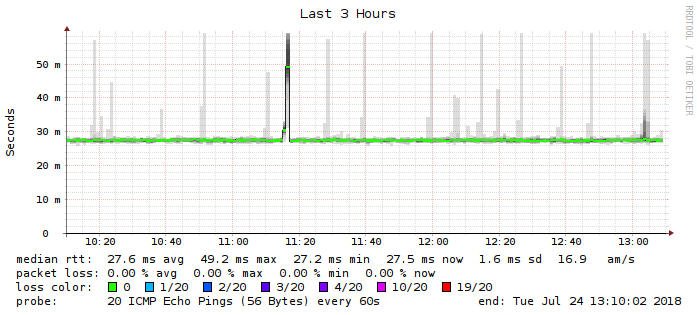 Last 3 Hours
RRDTOOL / TOBI OETIKER
Seconds
50 m
40 m
30 m
20 m
10 m
0
10:20 10:40 11:00 11:20 11:40 12:00 12:20 12:40 13:00
median rtt: 27.6 ms avg 49.2 ms max 27.2 ms min 27.5 ms now 1.6 ms sd 16.9 am/s
packet loss: 0.00 % avg 0.00 % max 0.00 % min 0.00 % now
loss color: 0 1/20 2/20 3/20 4/20 10/20 19/20
probe: 20 ICMP Echo Pings (56 Bytes) every 60s end: Tue Jul 24 13:10:02 2018